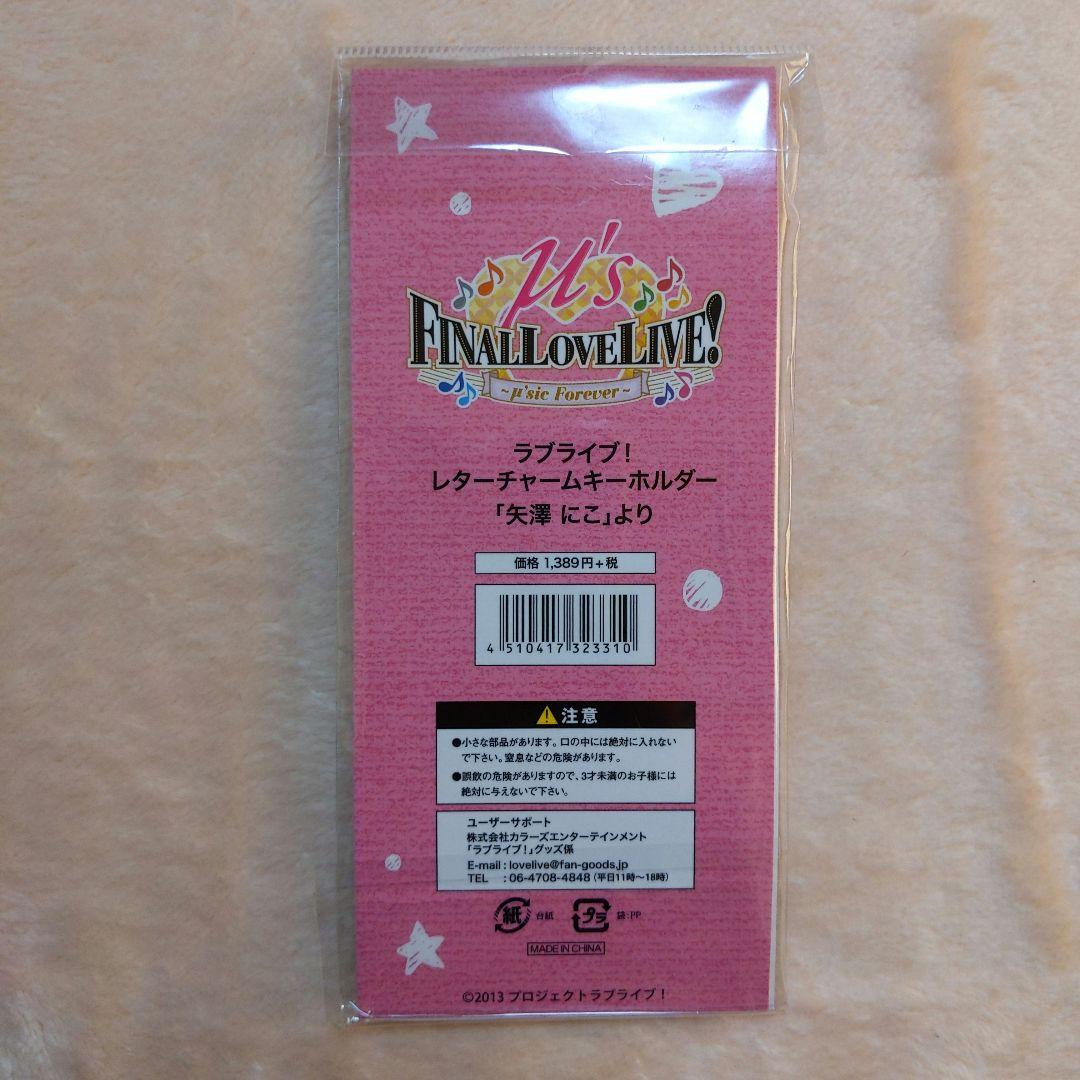 μ's
FINAL LOVELIVE!
~μ'sic Forever~
ラブライブ!
レターチャームキーホルダー
「矢澤 にこ」より
価格 1,389円+税
4 510417 323310
注意
●小さな部品があります。口の中には絶対に入れない
で下さい。窒息などの危険があります。
●誤飲の危険がありますので、3才未満のお子様には
絶対に与えないで下さい。
ユーザーサポート
株式会社カラーズエンターテインメント
「ラブライブ!」グッズ係
E-mail : lovelive@fan-goods.jp
TEL : 06-4708-4848 (平日11時~18時)
紙 台紙 プラ 袋:PP
MADE IN CHINA
©2013 プロジェクトラブライブ!